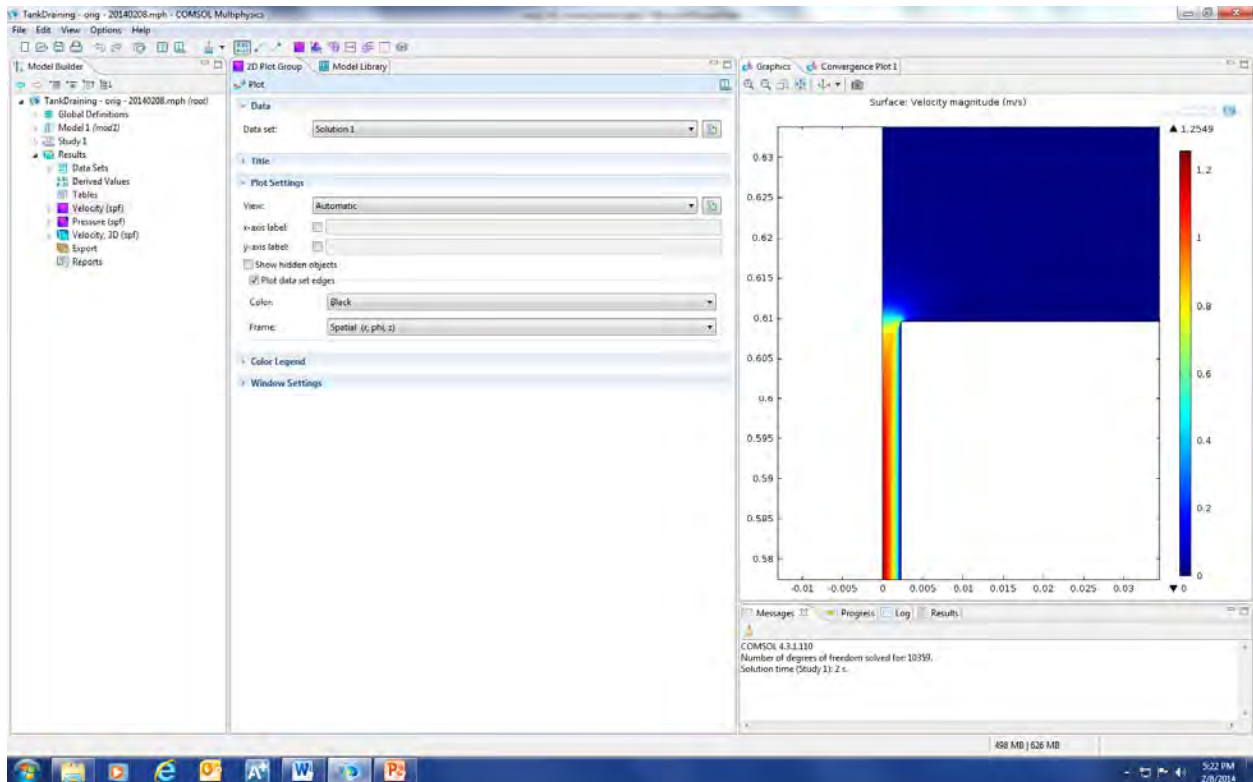 TankDraining - orig - 20140208.mph - COMSOL Multiphysics
File Edit View Options Help
Model Builder
TankDraining - orig - 20140208.mph (root)
Global Definitions
Model 1 (mod1)
Study 1
Results
Data Sets
Derived Values
Tables
Velocity (spf)
Pressure (spf)
Velocity, 3D (spf)
Export
Reports
2D Plot Group Model Library
Plot
Data
Data set: Solution 1
Title
Plot Settings
View: Automatic
x-axis label:
y-axis label:
Show hidden objects
Plot data set edges
Color: Black
Frame: Spatial (r, phi, z)
Color Legend
Window Settings
Graphics Convergence Plot 1
Surface: Velocity magnitude (m/s)
▲ 1.2549
0.63
0.625
0.62
0.615
0.61
0.605
0.6
0.595
0.59
0.585
0.58
-0.01 -0.005 0 0.005 0.01 0.015 0.02 0.025 0.03
1.2
1
0.8
0.6
0.4
0.2
0
▼ 0
Messages Progress Log Results
COMSOL 4.3.1.110
Number of degrees of freedom solved for: 10359.
Solution time (Study 1): 2 s.
498 MB | 626 MB
5:22 PM
2/8/2014